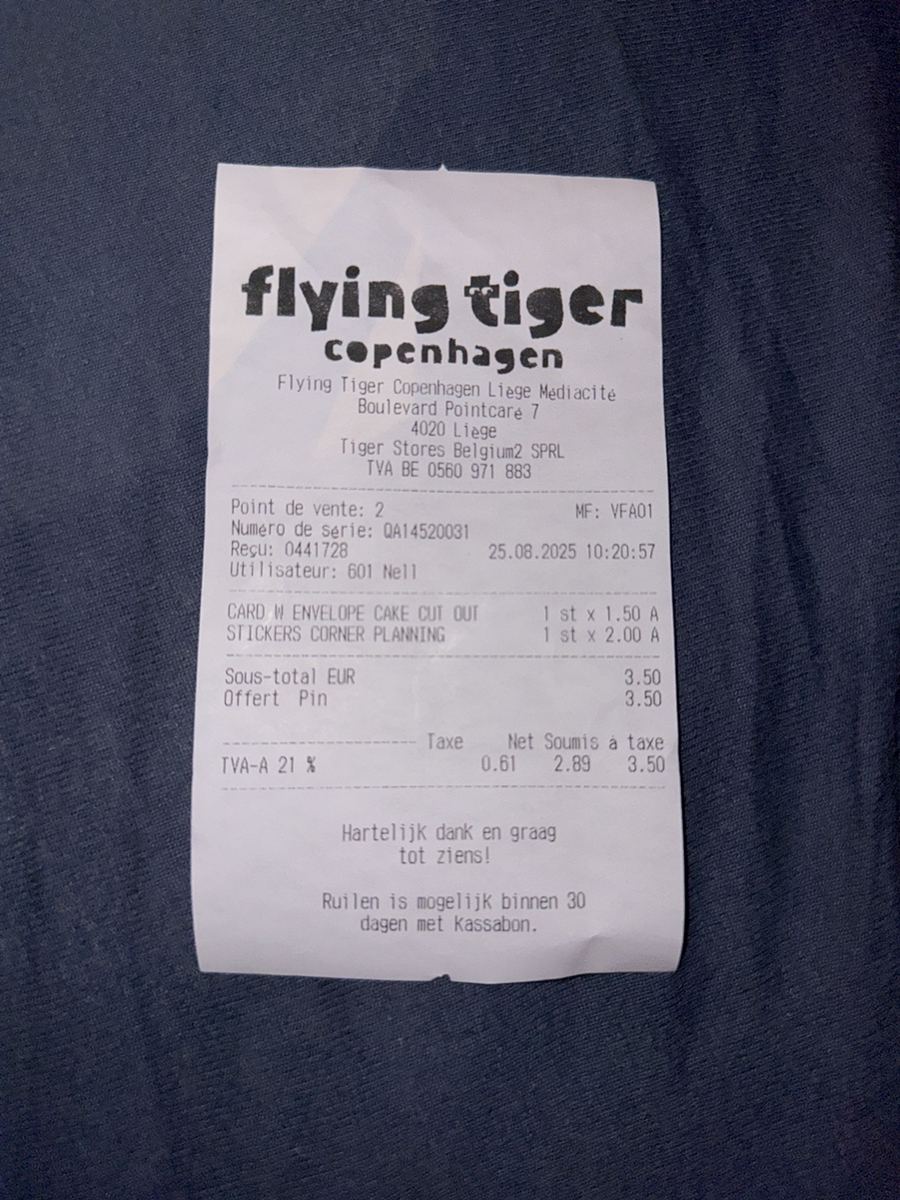 flying tiger
copenhagen
Flying Tiger Copenhagen Liège Médiacité
Boulevard Pointcaré 7
4020 Liège
Tiger Stores Belgium2 SPRL
TVA BE 0560 971 883
Point de vente: 2 MF: VFA01
Numéro de série: QA14520031
Reçu: 0441728 25.08.2025 10:20:57
Utilisateur: 601 Nell
CARD W ENVELOPE CAKE CUT OUT 1 st x 1.50 A
STICKERS CORNER PLANNING 1 st x 2.00 A
Sous-total EUR 3.50
Offert Pin 3.50
Taxe Net Soumis à taxe
TVA-A 21 % 0.61 2.89 3.50
Hartelijk dank en graag
tot ziens!
Ruilen is mogelijk binnen 30
dagen met Kassabon.